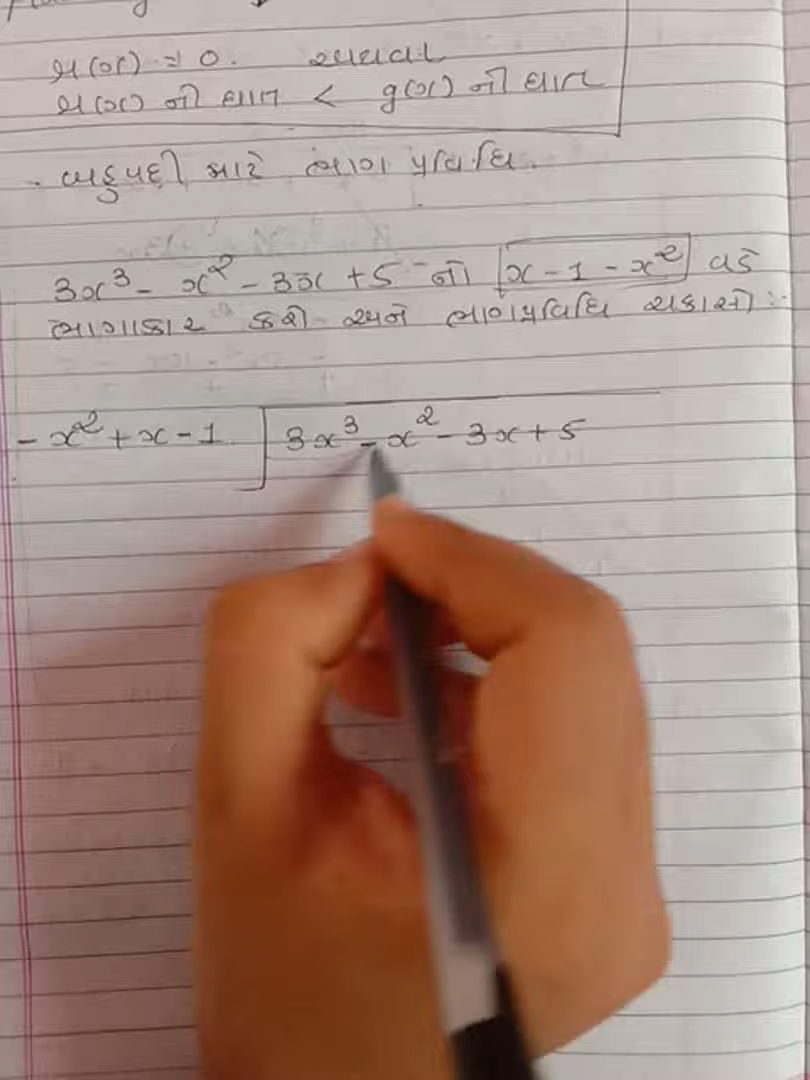 જ(x) = 0. અથવા
જ(x) ની ઘાત < g(x) ની ઘાત
. બહુપદી માટે ભાગ પ્રવિધિ.
3x³ - x² - 3x + 5 નો x - 1 - x² વડે
ભાગાકાર કરો અને ભાગપ્રવિધિ ચકાસો :-
- x² + x - 1 3x³ - x² - 3x + 5